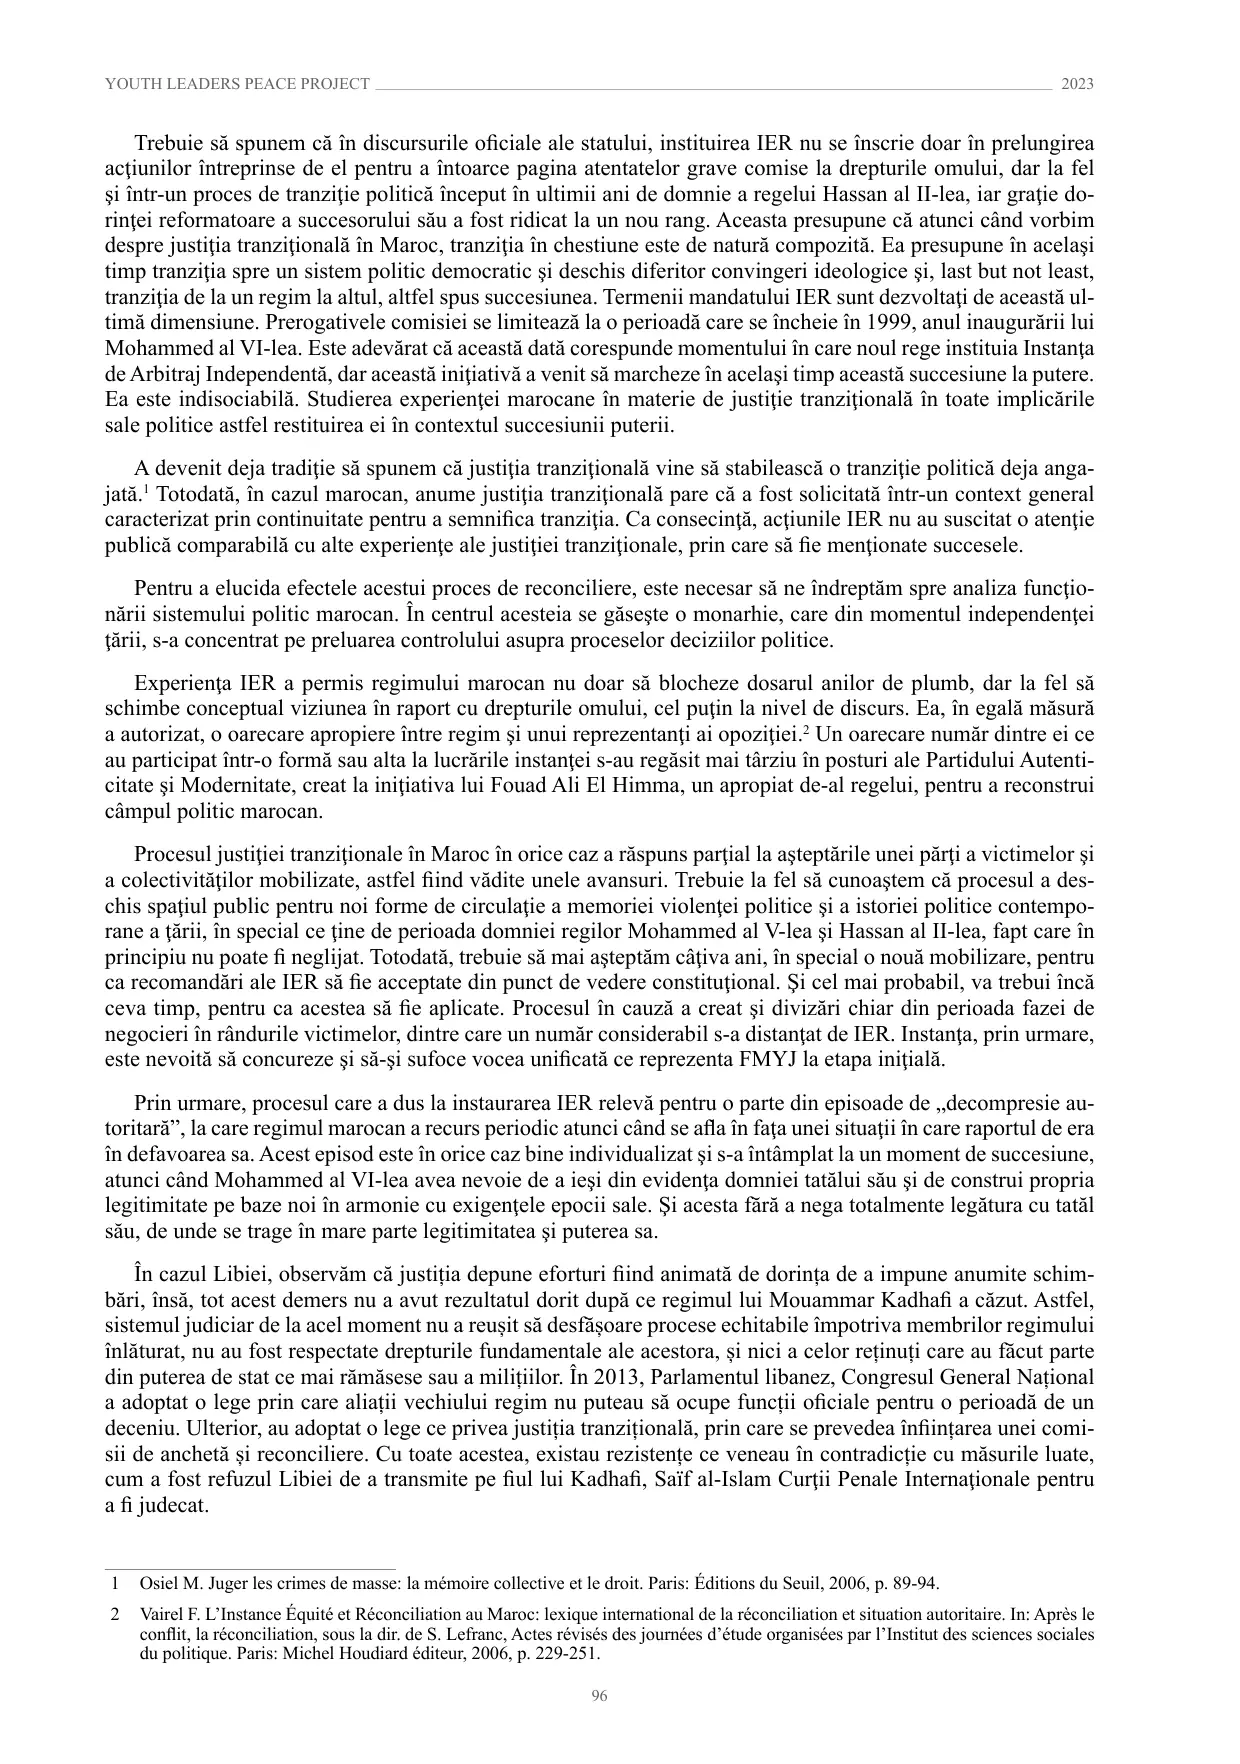 YOUTH LEADERS PEACE PROJECT 2023
Trebuie să spunem că în discursurile oficiale ale statului, instituirea IER nu se înscrie doar în prelungirea
acţiunilor întreprinse de el pentru a întoarce pagina atentatelor grave comise la drepturile omului, dar la fel
şi într-un proces de tranziţie politică început în ultimii ani de domnie a regelui Hassan al II-lea, iar graţie do-
rinţei reformatoare a succesorului său a fost ridicat la un nou rang. Aceasta presupune că atunci când vorbim
despre justiţia tranziţională în Maroc, tranziţia în chestiune este de natură compozită. Ea presupune în acelaşi
timp tranziţia spre un sistem politic democratic şi deschis diferitor convingeri ideologice şi, last but not least,
tranziţia de la un regim la altul, altfel spus succesiunea. Termenii mandatului IER sunt dezvoltaţi de această ul-
timă dimensiune. Prerogativele comisiei se limitează la o perioadă care se încheie în 1999, anul inaugurării lui
Mohammed al VI-lea. Este adevărat că această dată corespunde momentului în care noul rege instituia Instanţa
de Arbitraj Independentă, dar această iniţiativă a venit să marcheze în acelaşi timp această succesiune la putere.
Ea este indisociabilă. Studierea experienţei marocane în materie de justiţie tranziţională în toate implicările
sale politice astfel restituirea ei în contextul succesiunii puterii.
A devenit deja tradiţie să spunem că justiţia tranziţională vine să stabilească o tranziţie politică deja anga-
jată.1 Totodată, în cazul marocan, anume justiţia tranziţională pare că a fost solicitată într-un context general
caracterizat prin continuitate pentru a semnifica tranziţia. Ca consecinţă, acţiunile IER nu au suscitat o atenţie
publică comparabilă cu alte experienţe ale justiţiei tranziţionale, prin care să fie menţionate succesele.
Pentru a elucida efectele acestui proces de reconciliere, este necesar să ne îndreptăm spre analiza funcţio-
nării sistemului politic marocan. În centrul acesteia se găseşte o monarhie, care din momentul independenţei
ţării, s-a concentrat pe preluarea controlului asupra proceselor deciziilor politice.
Experienţa IER a permis regimului marocan nu doar să blocheze dosarul anilor de plumb, dar la fel să
schimbe conceptual viziunea în raport cu drepturile omului, cel puţin la nivel de discurs. Ea, în egală măsură
a autorizat, o oarecare apropiere între regim şi unui reprezentanţi ai opoziţiei.2 Un oarecare număr dintre ei ce
au participat într-o formă sau alta la lucrările instanţei s-au regăsit mai târziu în posturi ale Partidului Autenti-
citate şi Modernitate, creat la iniţiativa lui Fouad Ali El Himma, un apropiat de-al regelui, pentru a reconstrui
câmpul politic marocan.
Procesul justiţiei tranziţionale în Maroc în orice caz a răspuns parţial la aşteptările unei părţi a victimelor şi
a colectivităţilor mobilizate, astfel fiind vădite unele avansuri. Trebuie la fel să cunoaştem că procesul a des-
chis spaţiul public pentru noi forme de circulaţie a memoriei violenţei politice şi a istoriei politice contempo-
rane a ţării, în special ce ţine de perioada domniei regilor Mohammed al V-lea şi Hassan al II-lea, fapt care în
principiu nu poate fi neglijat. Totodată, trebuie să mai aşteptăm câţiva ani, în special o nouă mobilizare, pentru
ca recomandări ale IER să fie acceptate din punct de vedere constituţional. Şi cel mai probabil, va trebui încă
ceva timp, pentru ca acestea să fie aplicate. Procesul în cauză a creat şi divizări chiar din perioada fazei de
negocieri în rândurile victimelor, dintre care un număr considerabil s-a distanţat de IER. Instanţa, prin urmare,
este nevoită să concureze şi să-şi sufoce vocea unificată ce reprezenta FMYJ la etapa iniţială.
Prin urmare, procesul care a dus la instaurarea IER relevă pentru o parte din episoade de „decompresie au-
toritară”, la care regimul marocan a recurs periodic atunci când se afla în faţa unei situaţii în care raportul de era
în defavoarea sa. Acest episod este în orice caz bine individualizat şi s-a întâmplat la un moment de succesiune,
atunci când Mohammed al VI-lea avea nevoie de a ieşi din evidenţa domniei tatălui său şi de construi propria
legitimitate pe baze noi în armonie cu exigenţele epocii sale. Şi acesta fără a nega totalmente legătura cu tatăl
său, de unde se trage în mare parte legitimitatea şi puterea sa.
În cazul Libiei, observăm că justiția depune eforturi fiind animată de dorința de a impune anumite schim-
bări, însă, tot acest demers nu a avut rezultatul dorit după ce regimul lui Mouammar Kadhafi a căzut. Astfel,
sistemul judiciar de la acel moment nu a reușit să desfășoare procese echitabile împotriva membrilor regimului
înlăturat, nu au fost respectate drepturile fundamentale ale acestora, și nici a celor reținuți care au făcut parte
din puterea de stat ce mai rămăsese sau a milițiilor. În 2013, Parlamentul libanez, Congresul General Național
a adoptat o lege prin care aliații vechiului regim nu puteau să ocupe funcții oficiale pentru o perioadă de un
deceniu. Ulterior, au adoptat o lege ce privea justiția tranzițională, prin care se prevedea înființarea unei comi-
sii de anchetă și reconciliere. Cu toate acestea, existau rezistențe ce veneau în contradicție cu măsurile luate,
cum a fost refuzul Libiei de a transmite pe fiul lui Kadhafi, Saïf al-Islam Curţii Penale Internaţionale pentru
a fi judecat.
1 Osiel M. Juger les crimes de masse: la mémoire collective et le droit. Paris: Éditions du Seuil, 2006, p. 89-94.
2 Vairel F. L’Instance Équité et Réconciliation au Maroc: lexique international de la réconciliation et situation autoritaire. In: Après le
conflit, la réconciliation, sous la dir. de S. Lefranc, Actes révisés des journées d’étude organisées par l’Institut des sciences sociales
du politique. Paris: Michel Houdiard éditeur, 2006, p. 229-251.
96